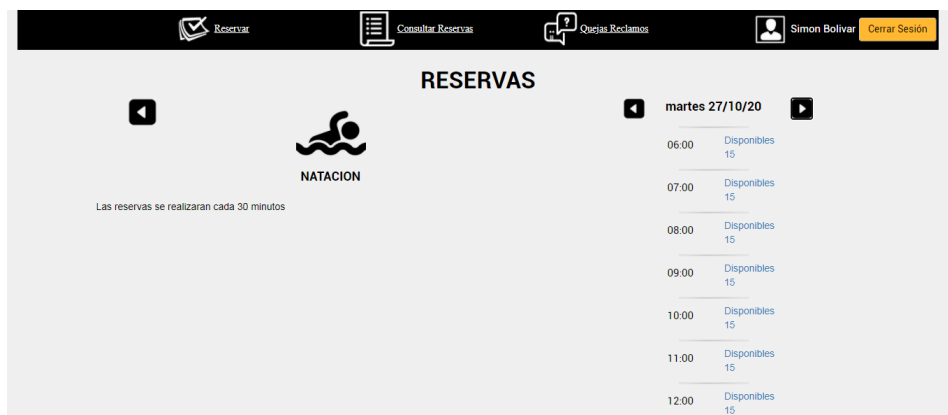 Reservar
Consultar Reservas
Quejas Reclamos
Simon Bolivar
Cerrar Sesión
RESERVAS
NATACION
Las reservas se realizaran cada 30 minutos
martes 27/10/20
06:00 Disponibles
15
07:00 Disponibles
15
08:00 Disponibles
15
09:00 Disponibles
15
10:00 Disponibles
15
11:00 Disponibles
15
12:00 Disponibles
15